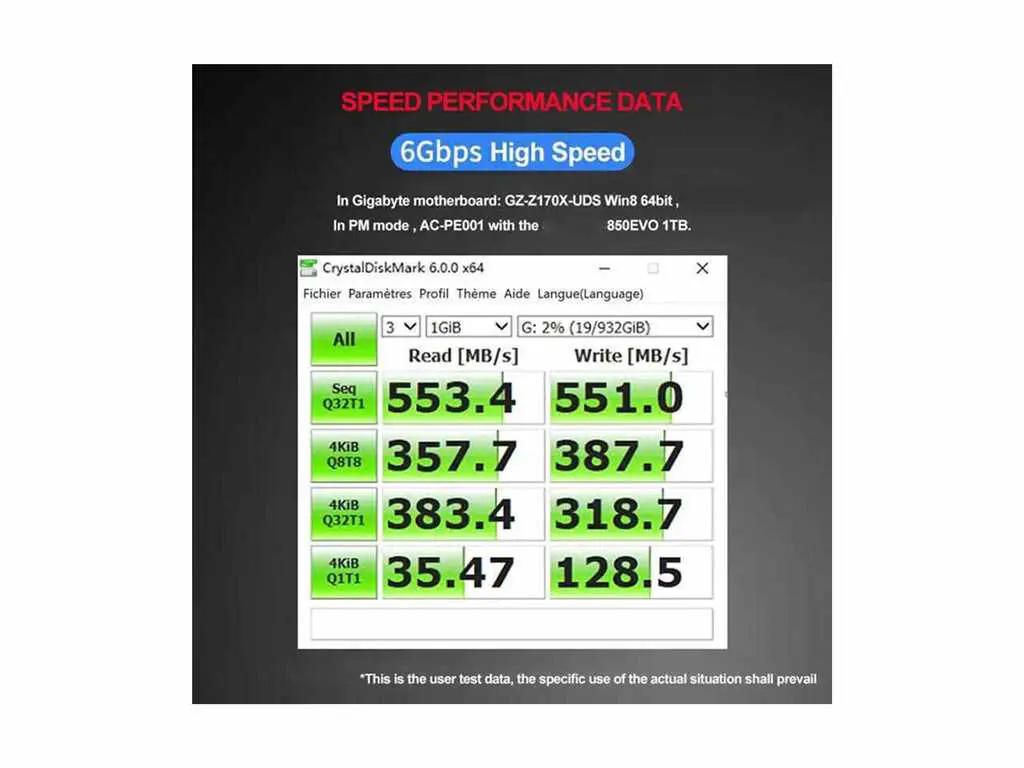 SPEED PERFORMANCE DATA
6Gbps High Speed
In Gigabyte motherboard: GZ-Z170X-UDS Win8 64bit ,
In PM mode , AC-PE001 with the 850EVO 1TB.
CrystalDiskMark 6.0.0 x64
Fichier Paramètres Profil Thème Aide Langue(Language)
All 3 1GiB G: 2% (19/932GiB)
Read [MB/s] Write [MB/s]
Seq
Q32T1 553.4 551.0
4KiB
Q8T8 357.7 387.7
4KiB
Q32T1 383.4 318.7
4KiB
Q1T1 35.47 128.5
*This is the user test data, the specific use of the actual situation shall prevail